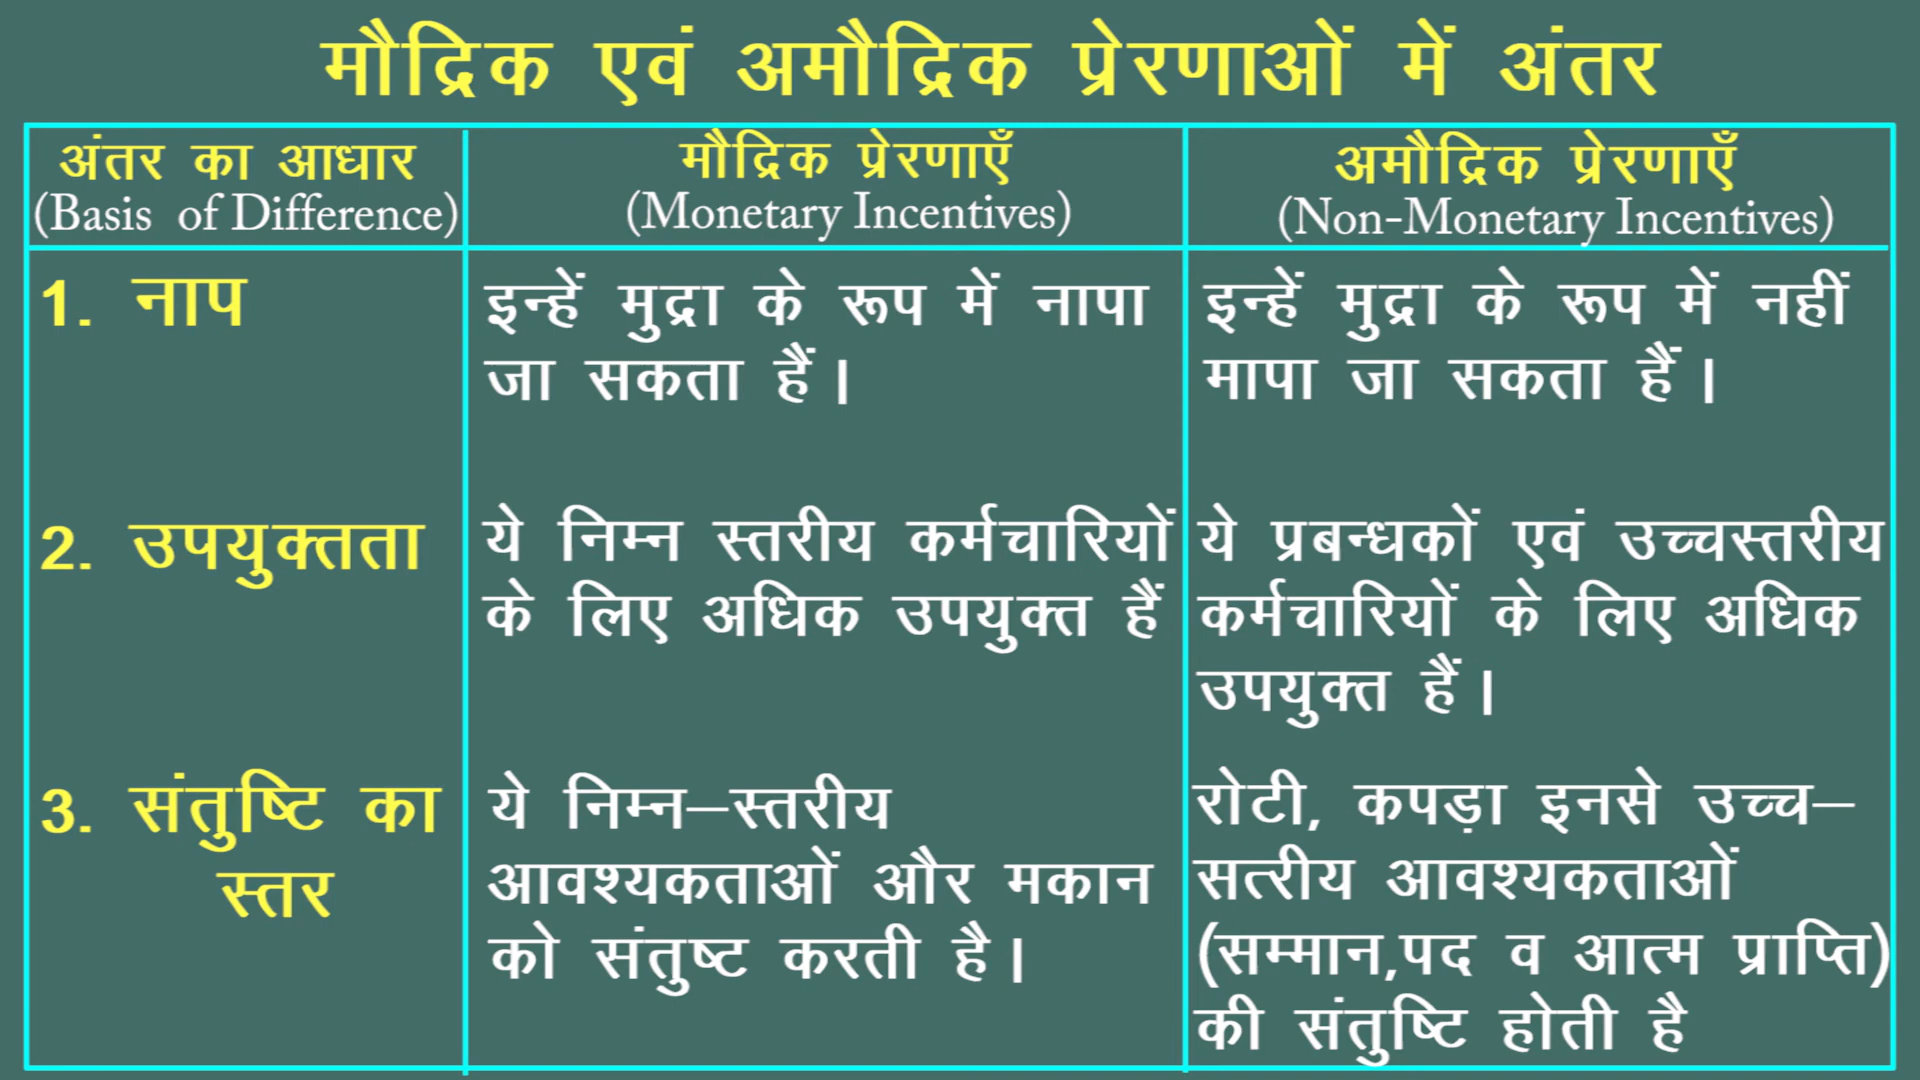 मौद्रिक एवं अमौद्रिक प्रेरणाओं में अंतर
अंतर का आधार
(Basis of Difference)
मौद्रिक प्रेरणाएँ
(Monetary Incentives)
अमौद्रिक प्रेरणाएँ
(Non-Monetary Incentives)
1. नाप
इन्हें मुद्रा के रूप में नापा
जा सकता हैं।
इन्हें मुद्रा के रूप में नहीं
मापा जा सकता हैं।
2. उपयुक्तता
ये निम्न स्तरीय कर्मचारियों
के लिए अधिक उपयुक्त हैं
ये प्रबन्धकों एवं उच्चस्तरीय
कर्मचारियों के लिए अधिक
उपयुक्त हैं।
3. संतुष्टि का
स्तर
ये निम्न–स्तरीय
आवश्यकताओं और मकान
को संतुष्ट करती है।
रोटी, कपड़ा इनसे उच्च–
सत्रीय आवश्यकताओं
(सम्मान,पद व आत्म प्राप्ति)
की संतुष्टि होती है